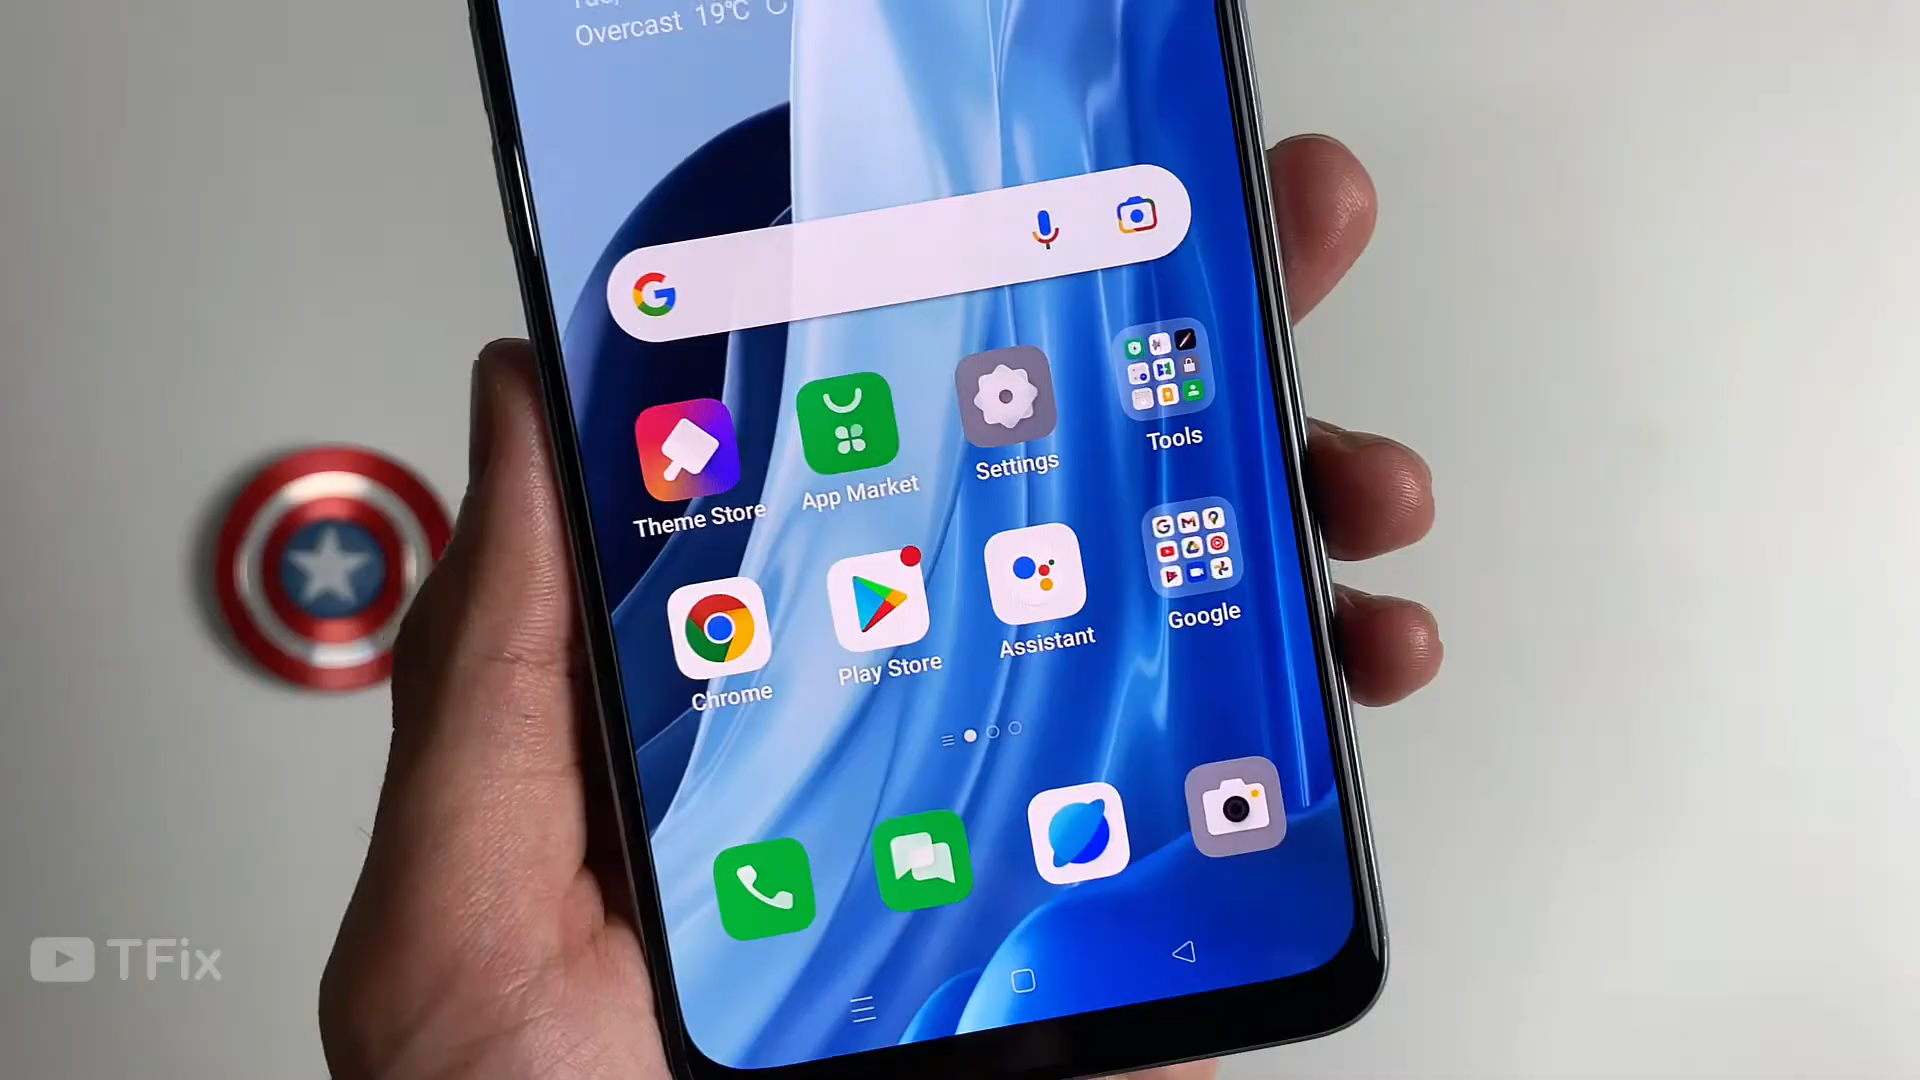 Overcast 19°C
Theme Store
App Market
Settings
Tools
Chrome
Play Store
Assistant
Google
TFix